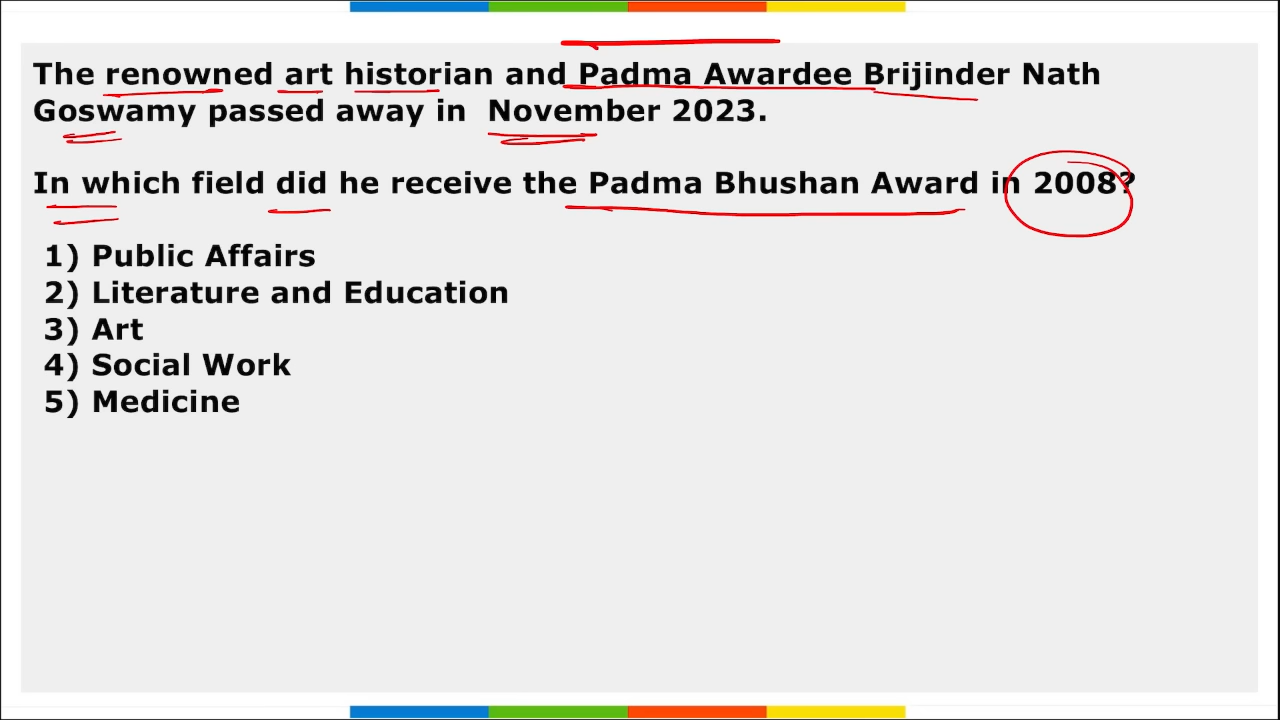 The renowned art historian and Padma Awardee Brijinder Nath
Goswamy passed away in November 2023.
In which field did he receive the Padma Bhushan Award in 2008?
1) Public Affairs
2) Literature and Education
3) Art
4) Social Work
5) Medicine